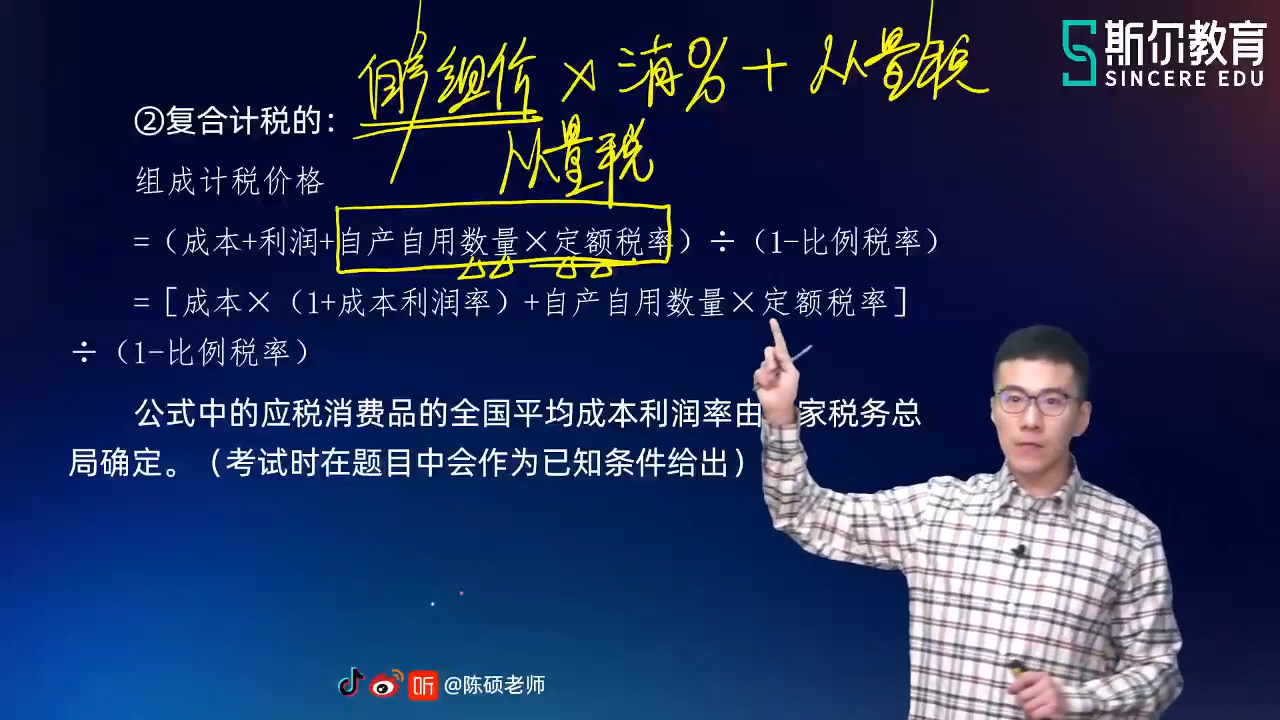 斯尔教育
SINCERE EDU
组价 × 消% + 从量税
②复合计税的：
从量税
组成计税价格
=（成本+利润+自产自用数量×定额税率）÷（1-比例税率）
=［成本×（1+成本利润率）+自产自用数量×定额税率］
÷（1-比例税率）
公式中的应税消费品的全国平均成本利润率由 家税务总
局确定。（考试时在题目中会作为已知条件给出）
听 @陈硕老师